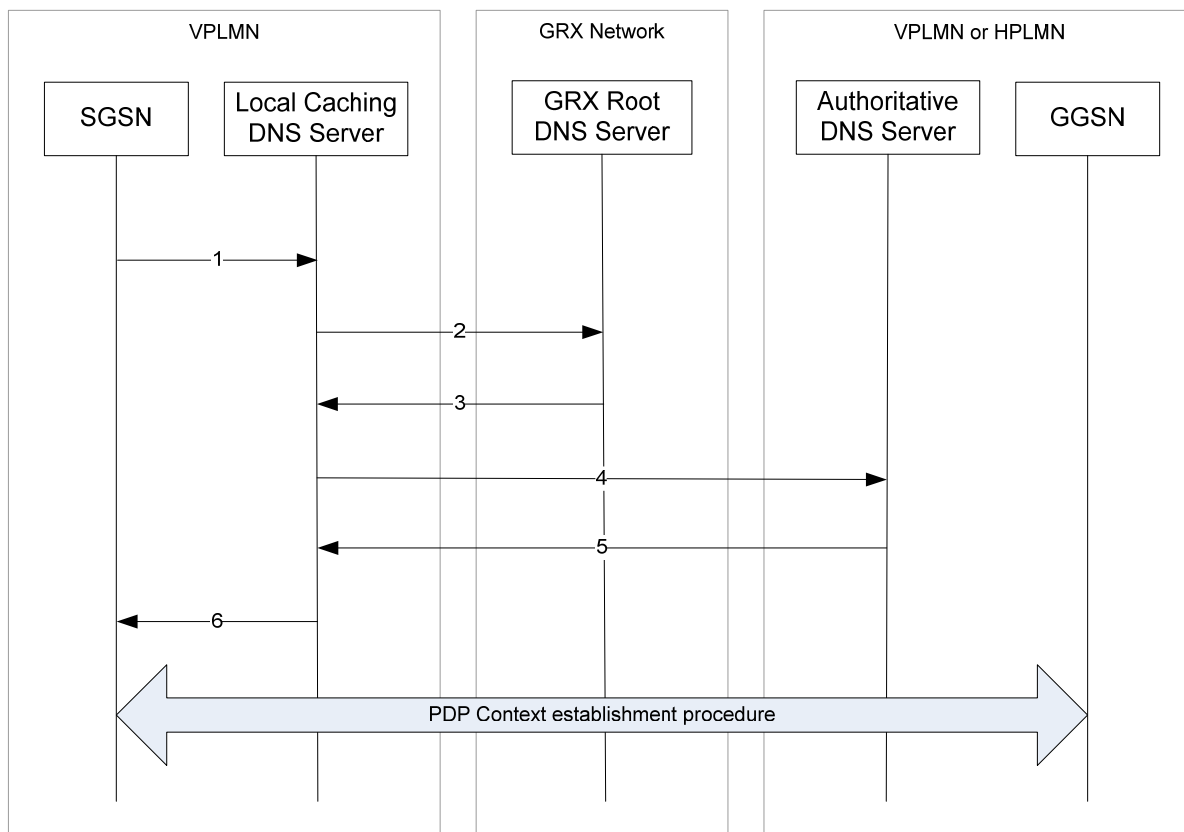 VPLMN
GRX Network
VPLMN or HPLMN
SGSN
Local Caching
DNS Server
GRX Root
DNS Server
Authoritative
DNS Server
GGSN
1
2
3
4
5
6
PDP Context establishment procedure